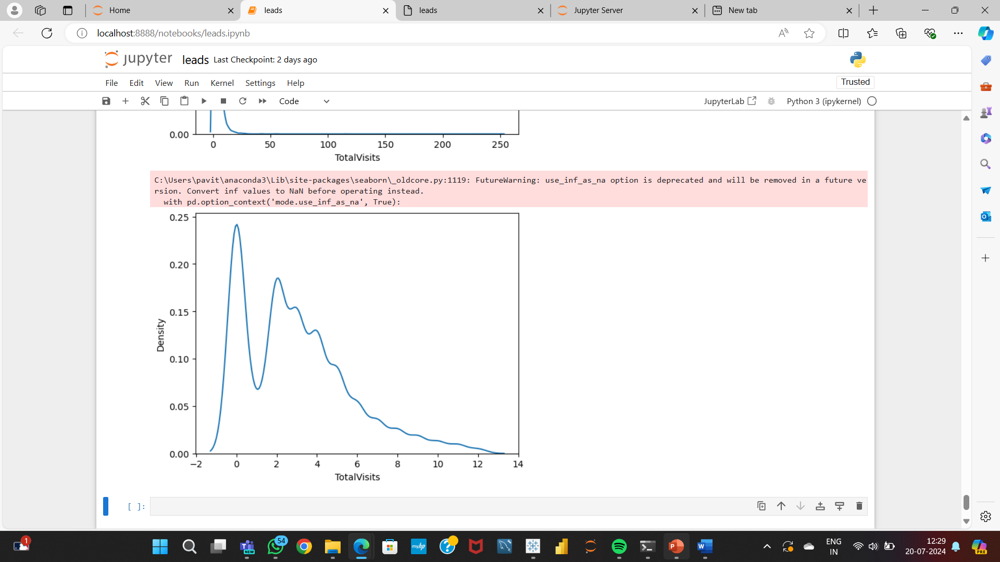 Home
leads
leads
Jupyter Server
New tab
localhost:8888/notebooks/leads.ipynb
jupyter leads Last Checkpoint: 2 days ago
File Edit View Run Kernel Settings Help
Trusted
Code
JupyterLab
Python 3 (ipykernel)
0.00
0 50 100 150 200 250
TotalVisits
C:\Users\pavit\anaconda3\Lib\site-packages\seaborn\_oldcore.py:1119: FutureWarning: use_inf_as_na option is deprecated and will be removed in a future ve
rsion. Convert inf values to NaN before operating instead.
with pd.option_context('mode.use_inf_as_na', True):
0.25
0.20
0.15
0.10
0.05
0.00
Density
−2 0 2 4 6 8 10 12 14
TotalVisits
[ ]:
1
NEW
54
myhp
ENG
IN
12:29
20-07-2024
PRE